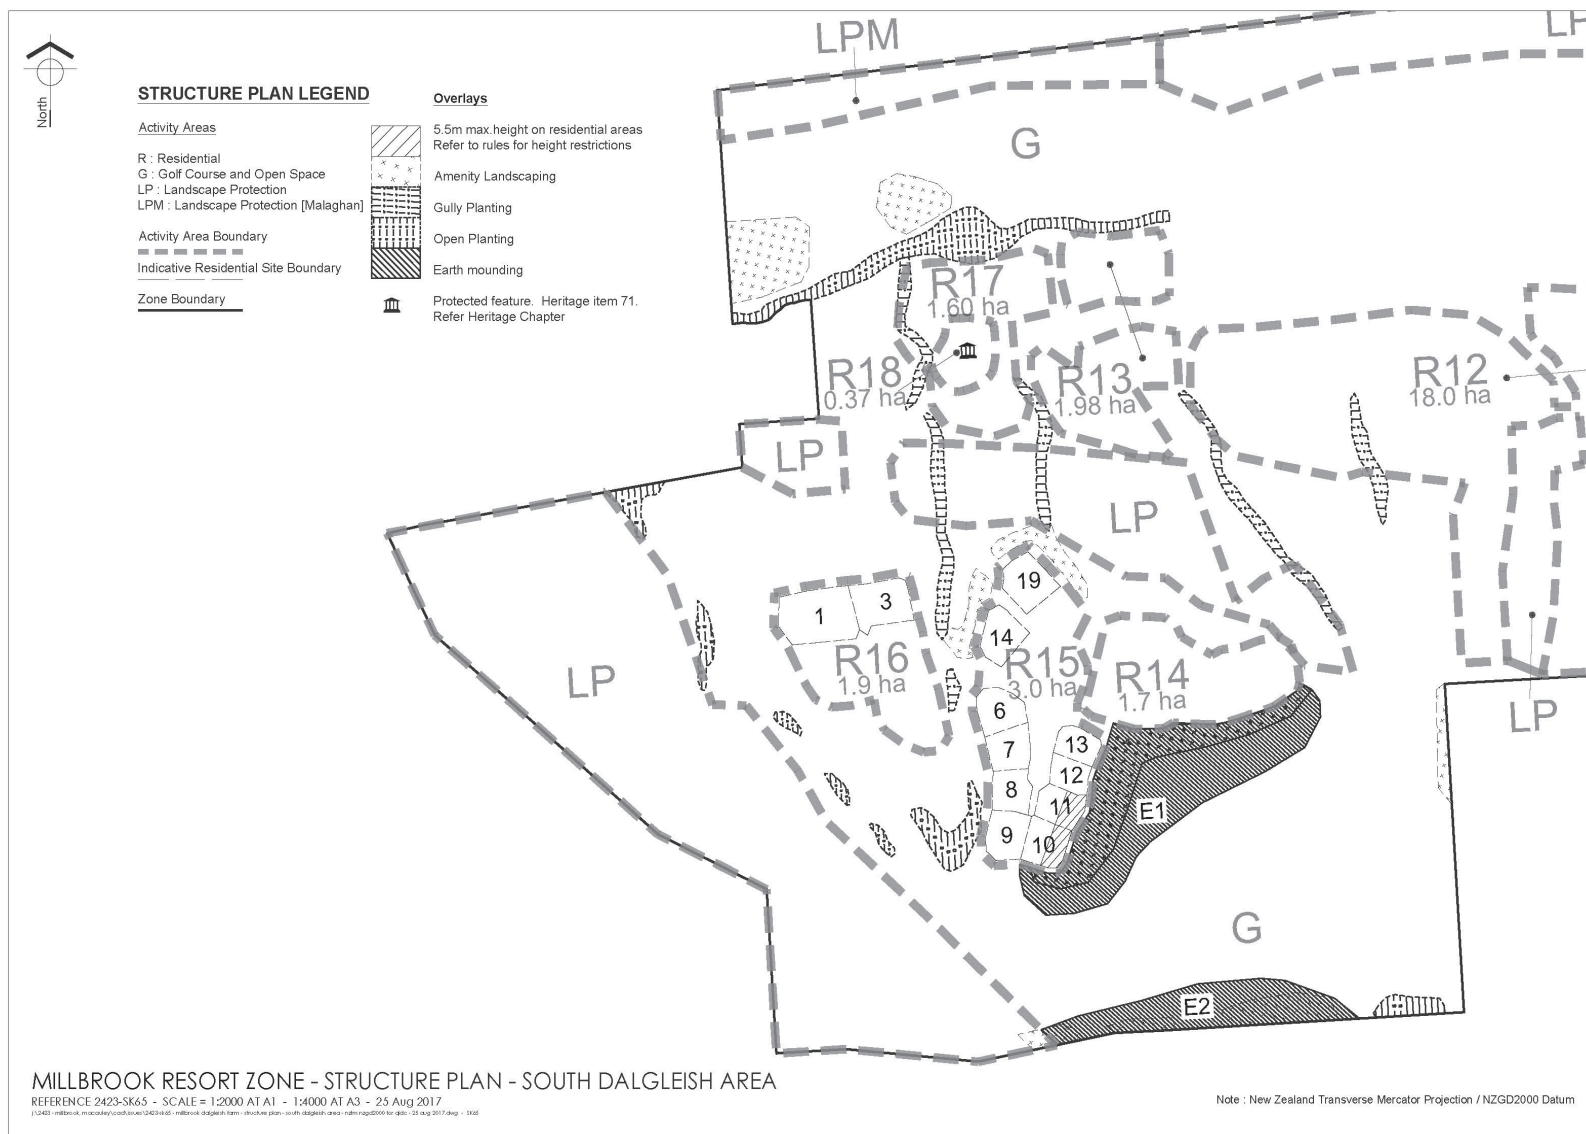 North
STRUCTURE PLAN LEGEND
Activity Areas
R : Residential
G : Golf Course and Open Space
LP : Landscape Protection
LPM : Landscape Protection [Malaghan]
Activity Area Boundary
Indicative Residential Site Boundary
Zone Boundary
Overlays
5.5m max.height on residential areas
Refer to rules for height restrictions
Amenity Landscaping
Gully Planting
Open Planting
Earth mounding
Protected feature. Heritage item 71.
Refer Heritage Chapter
LPM
LP
G
R17
1.60 ha
R18
0.37 ha
R13
1.98 ha
R12
18.0 ha
LP
LP
19
1
3
14
R16
1.9 ha
R15
3.0 ha
R14
1.7 ha
LP
LP
6
7
8
9
13
12
11
10
E1
G
E2
MILLBROOK RESORT ZONE - STRUCTURE PLAN - SOUTH DALGLEISH AREA
REFERENCE 2423-SK65 - SCALE = 1:2000 AT A1 - 1:4000 AT A3 - 25 Aug 2017
Note : New Zealand Transverse Mercator Projection / NZGD2000 Datum